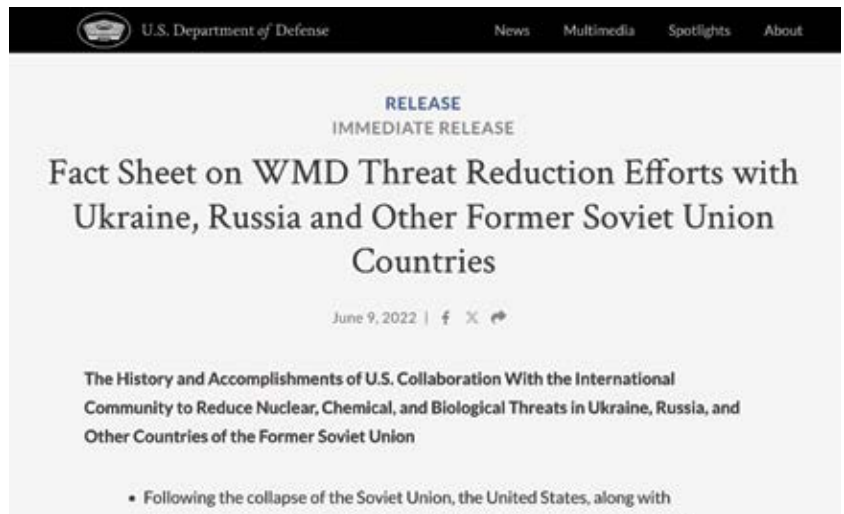 U.S. Department of Defense News Multimedia Spotlights About
RELEASE
IMMEDIATE RELEASE
Fact Sheet on WMD Threat Reduction Efforts with
Ukraine, Russia and Other Former Soviet Union
Countries
June 9, 2022 |
The History and Accomplishments of U.S. Collaboration With the International
Community to Reduce Nuclear, Chemical, and Biological Threats in Ukraine, Russia, and
Other Countries of the Former Soviet Union
• Following the collapse of the Soviet Union, the United States, along with